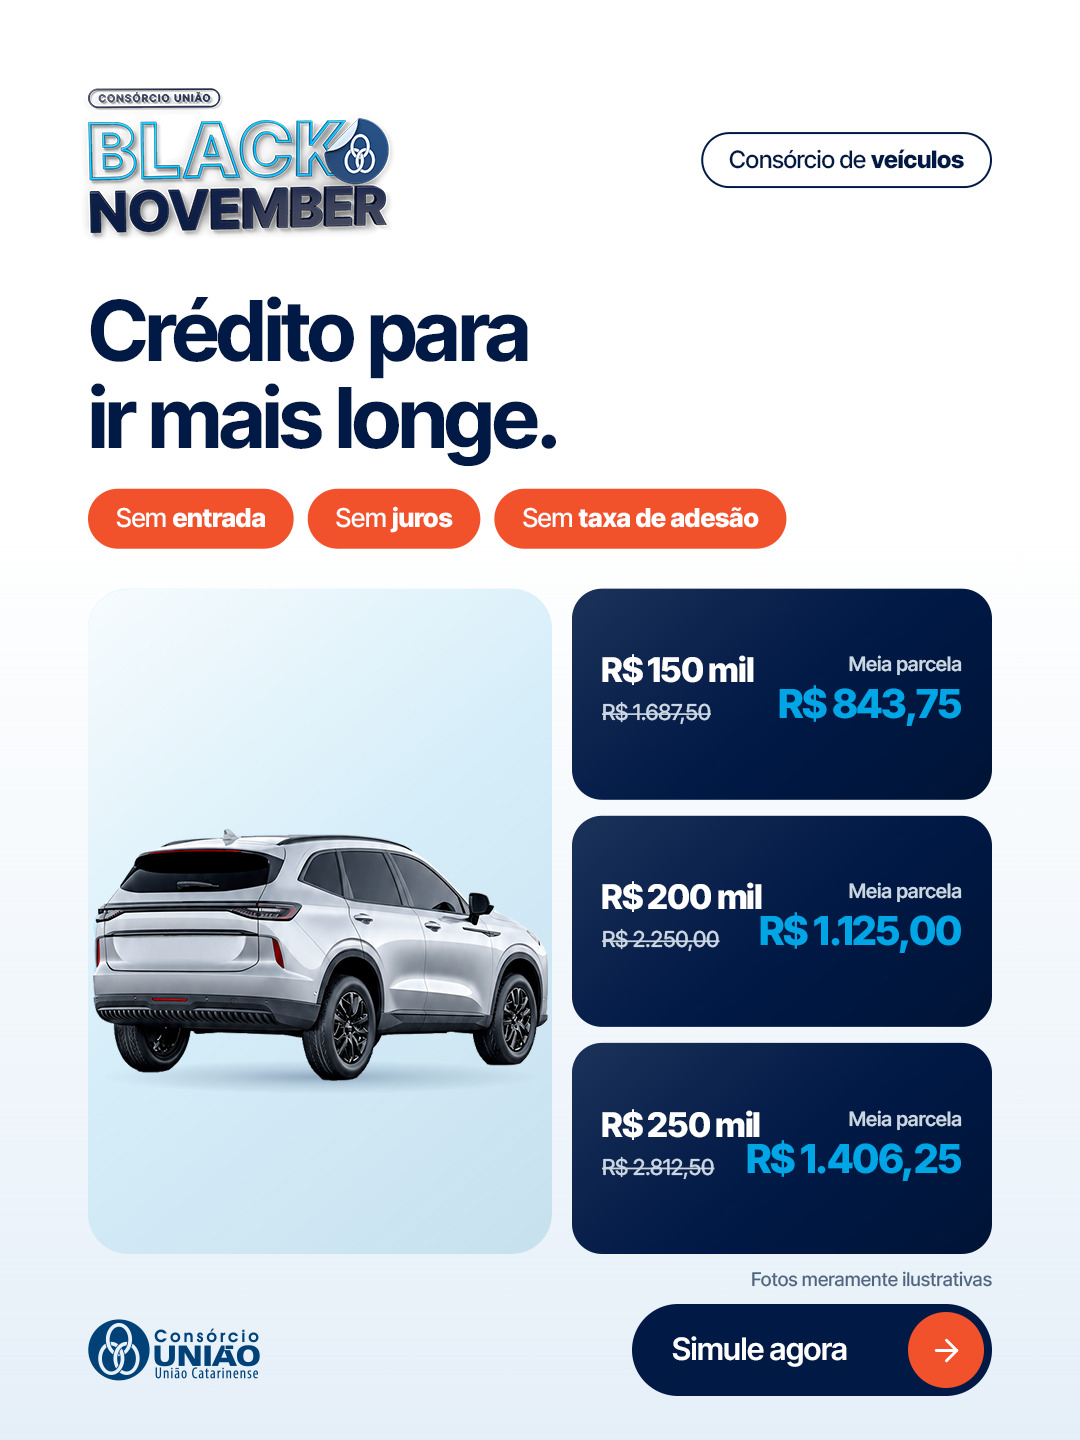 CONSÓRCIO UNIÃO
BLACK
NOVEMBER
Consórcio de veículos
Crédito para
ir mais longe.
Sem entrada
Sem juros
Sem taxa de adesão
R$ 150 mil
R$ 1.687,50
Meia parcela
R$ 843,75
R$ 200 mil
R$ 2.250,00
Meia parcela
R$ 1.125,00
R$ 250 mil
R$ 2.812,50
Meia parcela
R$ 1.406,25
Fotos meramente ilustrativas
Consórcio
UNIÃO
União Catarinense
Simule agora